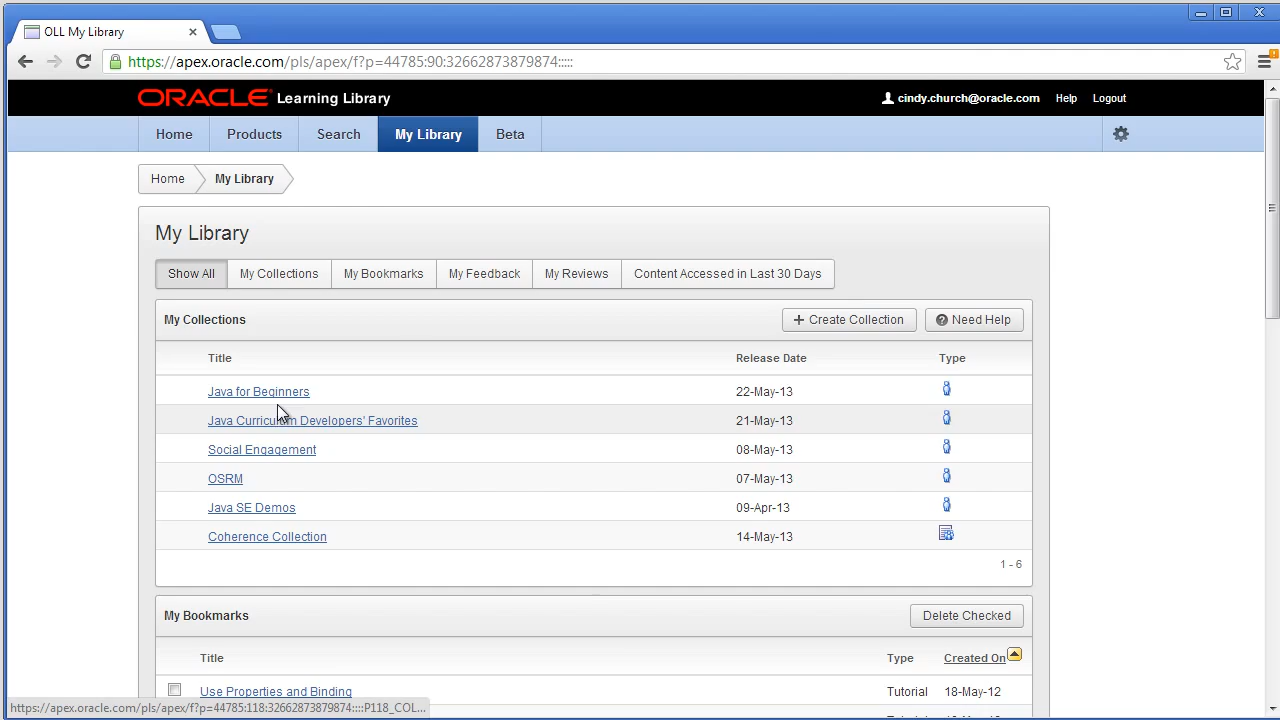 OLL My Library
https://apex.oracle.com/pls/apex/f?p=44785:90:32662873879874:::::
ORACLE Learning Library
cindy.church@oracle.com Help Logout
Home Products Search My Library Beta
Home My Library
My Library
Show All My Collections My Bookmarks My Feedback My Reviews Content Accessed in Last 30 Days
My Collections + Create Collection Need Help
Title Release Date Type
Java for Beginners 22-May-13
Java Curriculum Developers' Favorites 21-May-13
Social Engagement 08-May-13
OSRM 07-May-13
Java SE Demos 09-Apr-13
Coherence Collection 14-May-13
1 - 6
My Bookmarks Delete Checked
Title Type Created On
Use Properties and Binding Tutorial 18-May-12
https://apex.oracle.com/pls/apex/f?p=44785:118:32662873879874::::P118_COL...